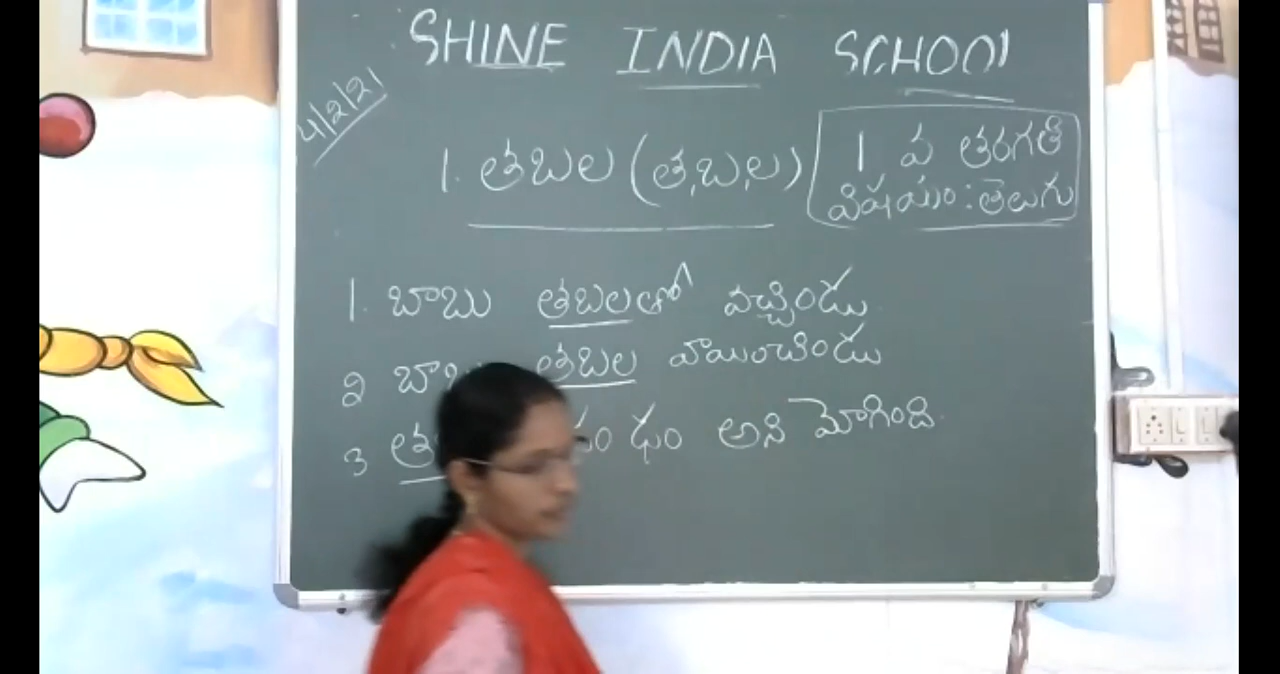 SHINE INDIA SCHOOL
4/2/21
1. తబల (త,బ,ల)
1 వ తరగతి
విషయం : తెలుగు
1. బాబు తబలతో వచ్చిండు.
2 తబల వాయించిండు
3 ఢం అని మోగింది.